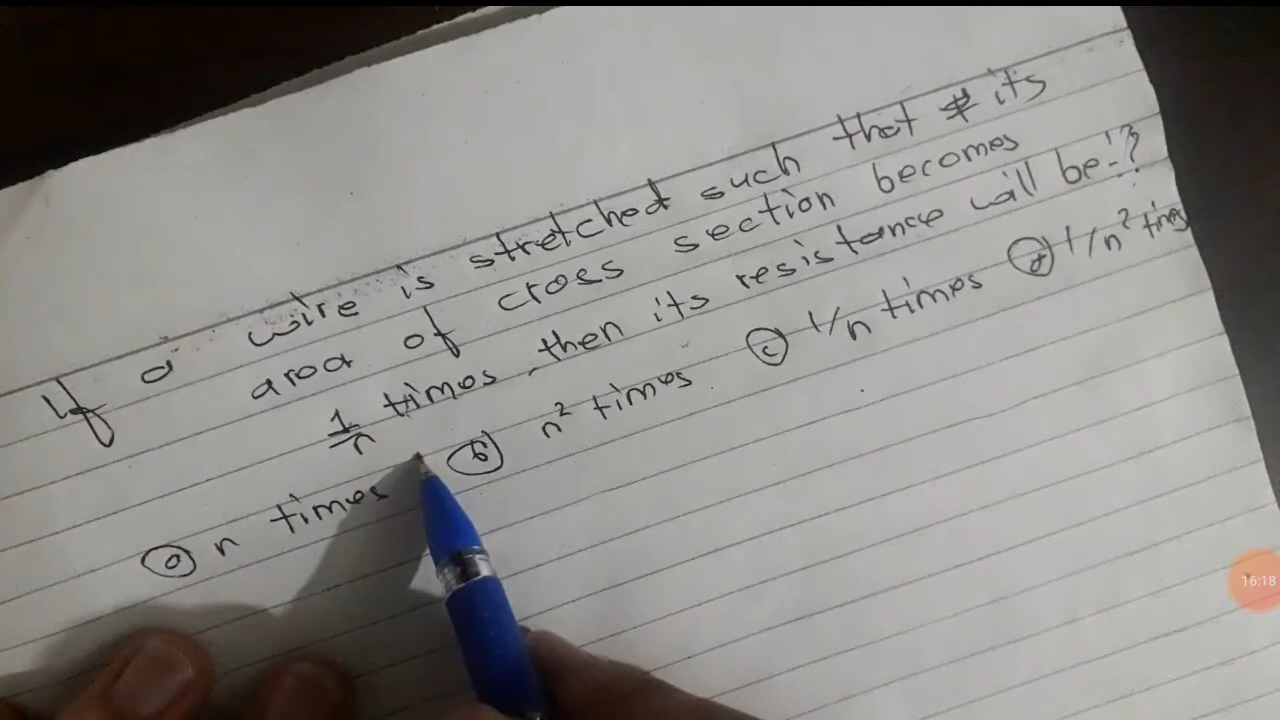 If a wire is stretched such that its
area of cross section becomes
1/n times, then its resistance will be:-?
(a) n times (b) n² times. (c) 1/n times (d) 1/n² times
16:18